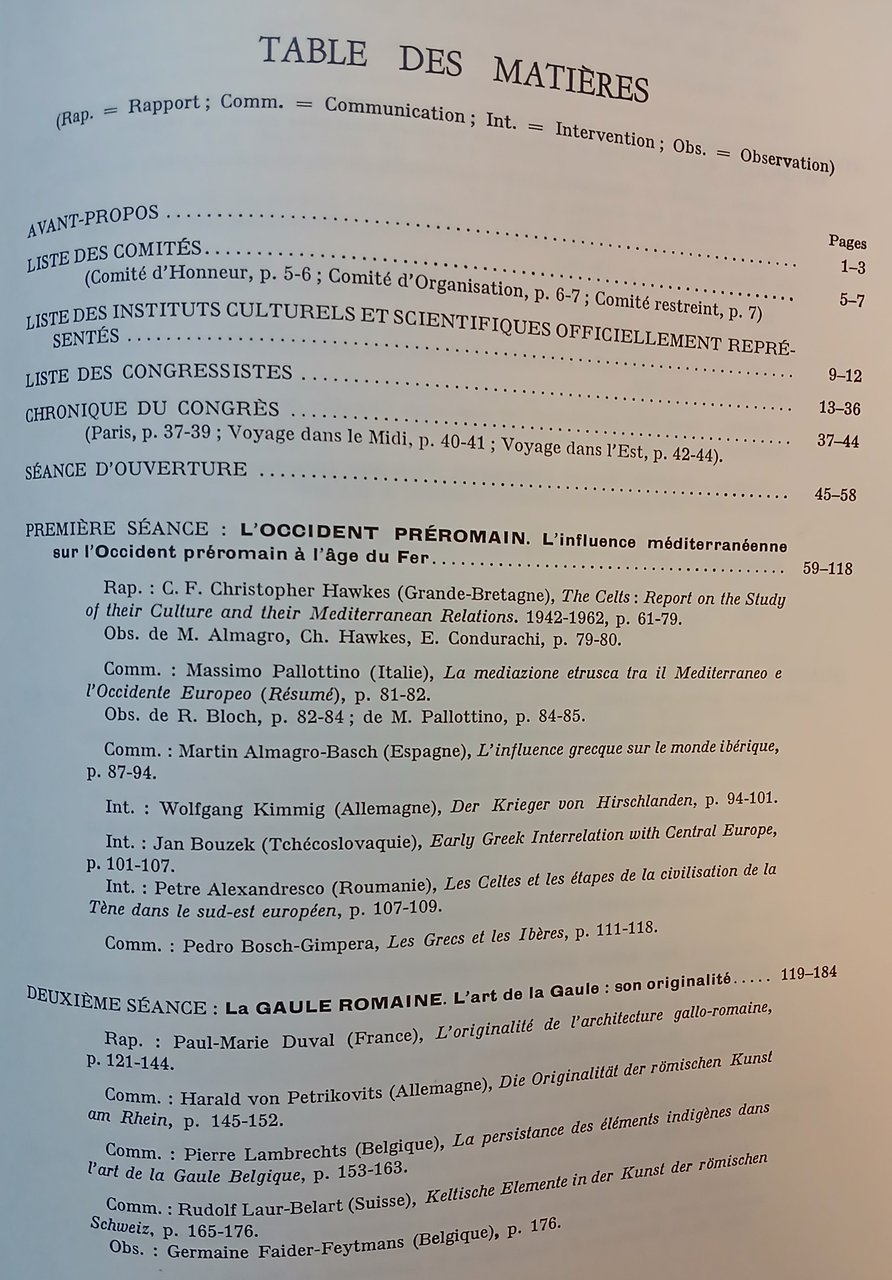 TABLE DES MATIÈRES
(Rap. = Rapport ; Comm. = Communication ; Int. = Intervention ; Obs. = Observation)
Pages
AVANT-PROPOS . . . . . . . . . . . . . . . . . . . . 1–3
LISTE DES COMITÉS. . . . . . . . . . . . . . . . . . . . 5–7
(Comité d'Honneur, p. 5-6 ; Comité d'Organisation, p. 6-7 ; Comité restreint, p. 7)
LISTE DES INSTITUTS CULTURELS ET SCIENTIFIQUES OFFICIELLEMENT REPRÉ-
SENTÉS . . . . . . . . . . . . . . . . . . . . 9–12
LISTE DES CONGRESSISTES . . . . . . . . . . . . . . . . . . . . 13–36
CHRONIQUE DU CONGRÈS . . . . . . . . . . . . . . . . . . . . 37–44
(Paris, p. 37-39 ; Voyage dans le Midi, p. 40-41 ; Voyage dans l'Est, p. 42-44).
SÉANCE D'OUVERTURE . . . . . . . . . . . . . . . . . . . . 45–58
PREMIÈRE SÉANCE : L'OCCIDENT PRÉROMAIN. L'influence méditerranéenne
sur l'Occident préromain à l'âge du Fer. . . . . . . . . . . . . . . . . . . . 59–118
Rap. : C. F. Christopher Hawkes (Grande-Bretagne), The Celts : Report on the Study
of their Culture and their Mediterranean Relations. 1942-1962, p. 61-79.
Obs. de M. Almagro, Ch. Hawkes, E. Condurachi, p. 79-80.
Comm. : Massimo Pallottino (Italie), La mediazione etrusca tra il Mediterraneo e
l'Occidente Europeo (Résumé), p. 81-82.
Obs. de R. Bloch, p. 82-84 ; de M. Pallottino, p. 84-85.
Comm. : Martin Almagro-Basch (Espagne), L'influence grecque sur le monde ibérique,
p. 87-94.
Int. : Wolfgang Kimmig (Allemagne), Der Krieger von Hirschlanden, p. 94-101.
Int. : Jan Bouzek (Tchécoslovaquie), Early Greek Interrelation with Central Europe,
p. 101-107.
Int. : Petre Alexandresco (Roumanie), Les Celtes et les étapes de la civilisation de la
Tène dans le sud-est européen, p. 107-109.
Comm. : Pedro Bosch-Gimpera, Les Grecs et les Ibères, p. 111-118.
DEUXIÈME SÉANCE : La GAULE ROMAINE. L'art de la Gaule : son originalité. . . . . 119–184
Rap. : Paul-Marie Duval (France), L'originalité de l'architecture gallo-romaine,
p. 121-144.
Comm. : Harald von Petrikovits (Allemagne), Die Originalität der römischen Kunst
am Rhein, p. 145-152.
Comm. : Pierre Lambrechts (Belgique), La persistance des éléments indigènes dans
l'art de la Gaule Belgique, p. 153-163.
Comm. : Rudolf Laur-Belart (Suisse), Keltische Elemente in der Kunst der römischen
Schweiz, p. 165-176.
Obs. : Germaine Faider-Feytmans (Belgique), p. 176.